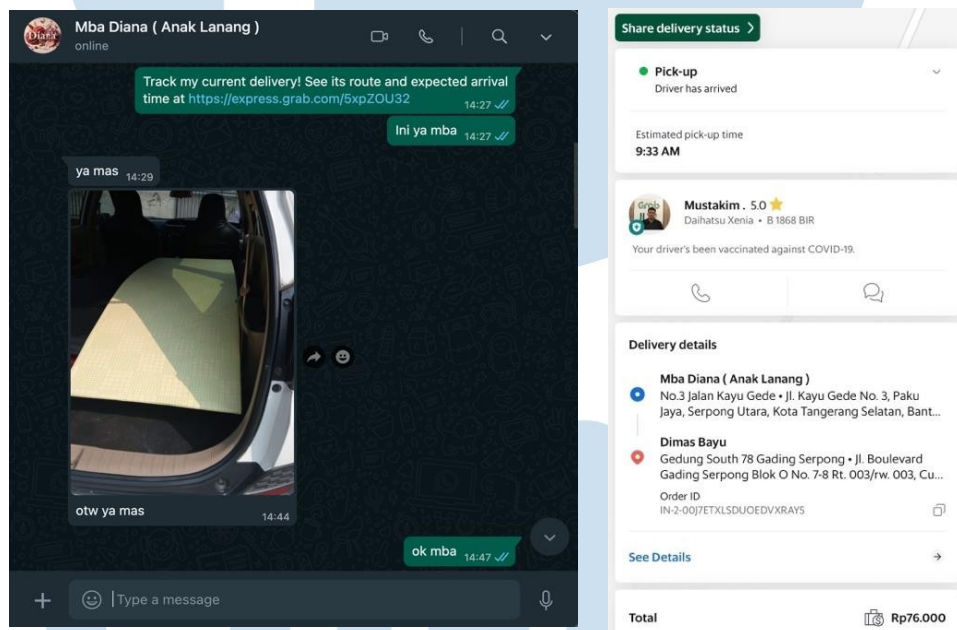 Diana
Mba Diana ( Anak Lanang )
online
Track my current delivery! See its route and expected arrival
time at https://express.grab.com/5xpZOU32
14:27
Ini ya mba
14:27
ya mas
14:29
otw ya mas
14:44
ok mba
14:47
Type a message
Share delivery status
Pick-up
Driver has arrived
Estimated pick-up time
9:33 AM
Grab
Mustakim . 5.0
Daihatsu Xenia • B 1868 BIR
Your driver's been vaccinated against COVID-19.
Delivery details
Mba Diana ( Anak Lanang )
No.3 Jalan Kayu Gede • Jl. Kayu Gede No. 3, Paku
Jaya, Serpong Utara, Kota Tangerang Selatan, Bant...
Dimas Bayu
Gedung South 78 Gading Serpong • Jl. Boulevard
Gading Serpong Blok O No. 7-8 Rt. 003/rw. 003, Cu...
Order ID
IN-2-00J7ETXLSDUOEDVXRAY5
See Details
Total
Rp76.000